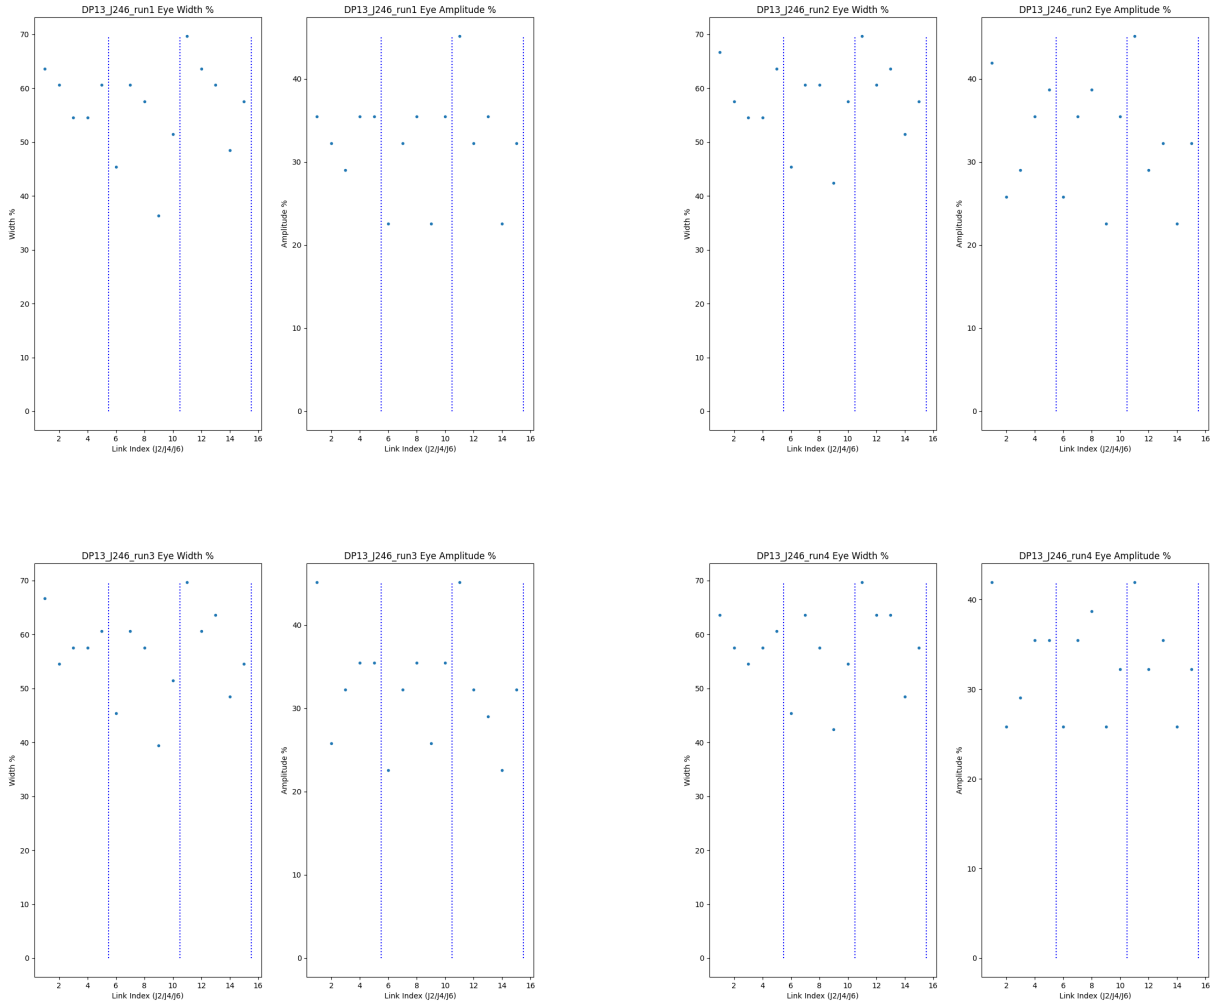 DP13_J246_run1 Eye Width %
70
60
50
40
30
20
10
0
Width %
2 4 6 8 10 12 14 16
Link Index (J2/J4/J6)
DP13_J246_run1 Eye Amplitude %
40
30
20
10
0
Amplitude %
2 4 6 8 10 12 14 16
Link Index (J2/J4/J6)
DP13_J246_run2 Eye Width %
70
60
50
40
30
20
10
0
Width %
2 4 6 8 10 12 14 16
Link Index (J2/J4/J6)
DP13_J246_run2 Eye Amplitude %
40
30
20
10
0
Amplitude %
2 4 6 8 10 12 14 16
Link Index (J2/J4/J6)
DP13_J246_run3 Eye Width %
70
60
50
40
30
20
10
0
Width %
2 4 6 8 10 12 14 16
Link Index (J2/J4/J6)
DP13_J246_run3 Eye Amplitude %
40
30
20
10
0
Amplitude %
2 4 6 8 10 12 14 16
Link Index (J2/J4/J6)
DP13_J246_run4 Eye Width %
70
60
50
40
30
20
10
0
Width %
2 4 6 8 10 12 14 16
Link Index (J2/J4/J6)
DP13_J246_run4 Eye Amplitude %
40
30
20
10
0
Amplitude %
2 4 6 8 10 12 14 16
Link Index (J2/J4/J6)